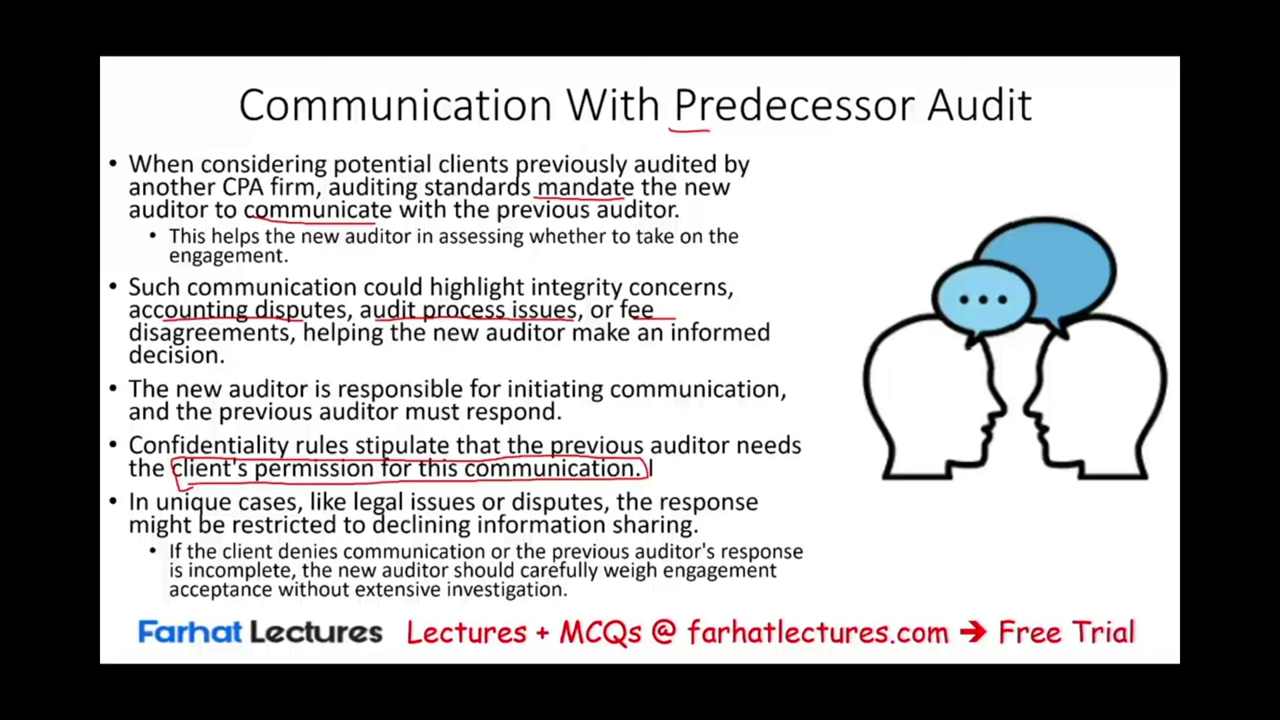 Communication With Predecessor Audit
• When considering potential clients previously audited by
another CPA firm, auditing standards mandate the new
auditor to communicate with the previous auditor.
• This helps the new auditor in assessing whether to take on the
engagement.
• Such communication could highlight integrity concerns,
accounting disputes, audit process issues, or fee
disagreements, helping the new auditor make an informed
decision.
• The new auditor is responsible for initiating communication,
and the previous auditor must respond.
• Confidentiality rules stipulate that the previous auditor needs
the client's permission for this communication.
• In unique cases, like legal issues or disputes, the response
might be restricted to declining information sharing.
• If the client denies communication or the previous auditor's response
is incomplete, the new auditor should carefully weigh engagement
acceptance without extensive investigation.
Farhat Lectures Lectures + MCQs @ farhatlectures.com ➔ Free Trial